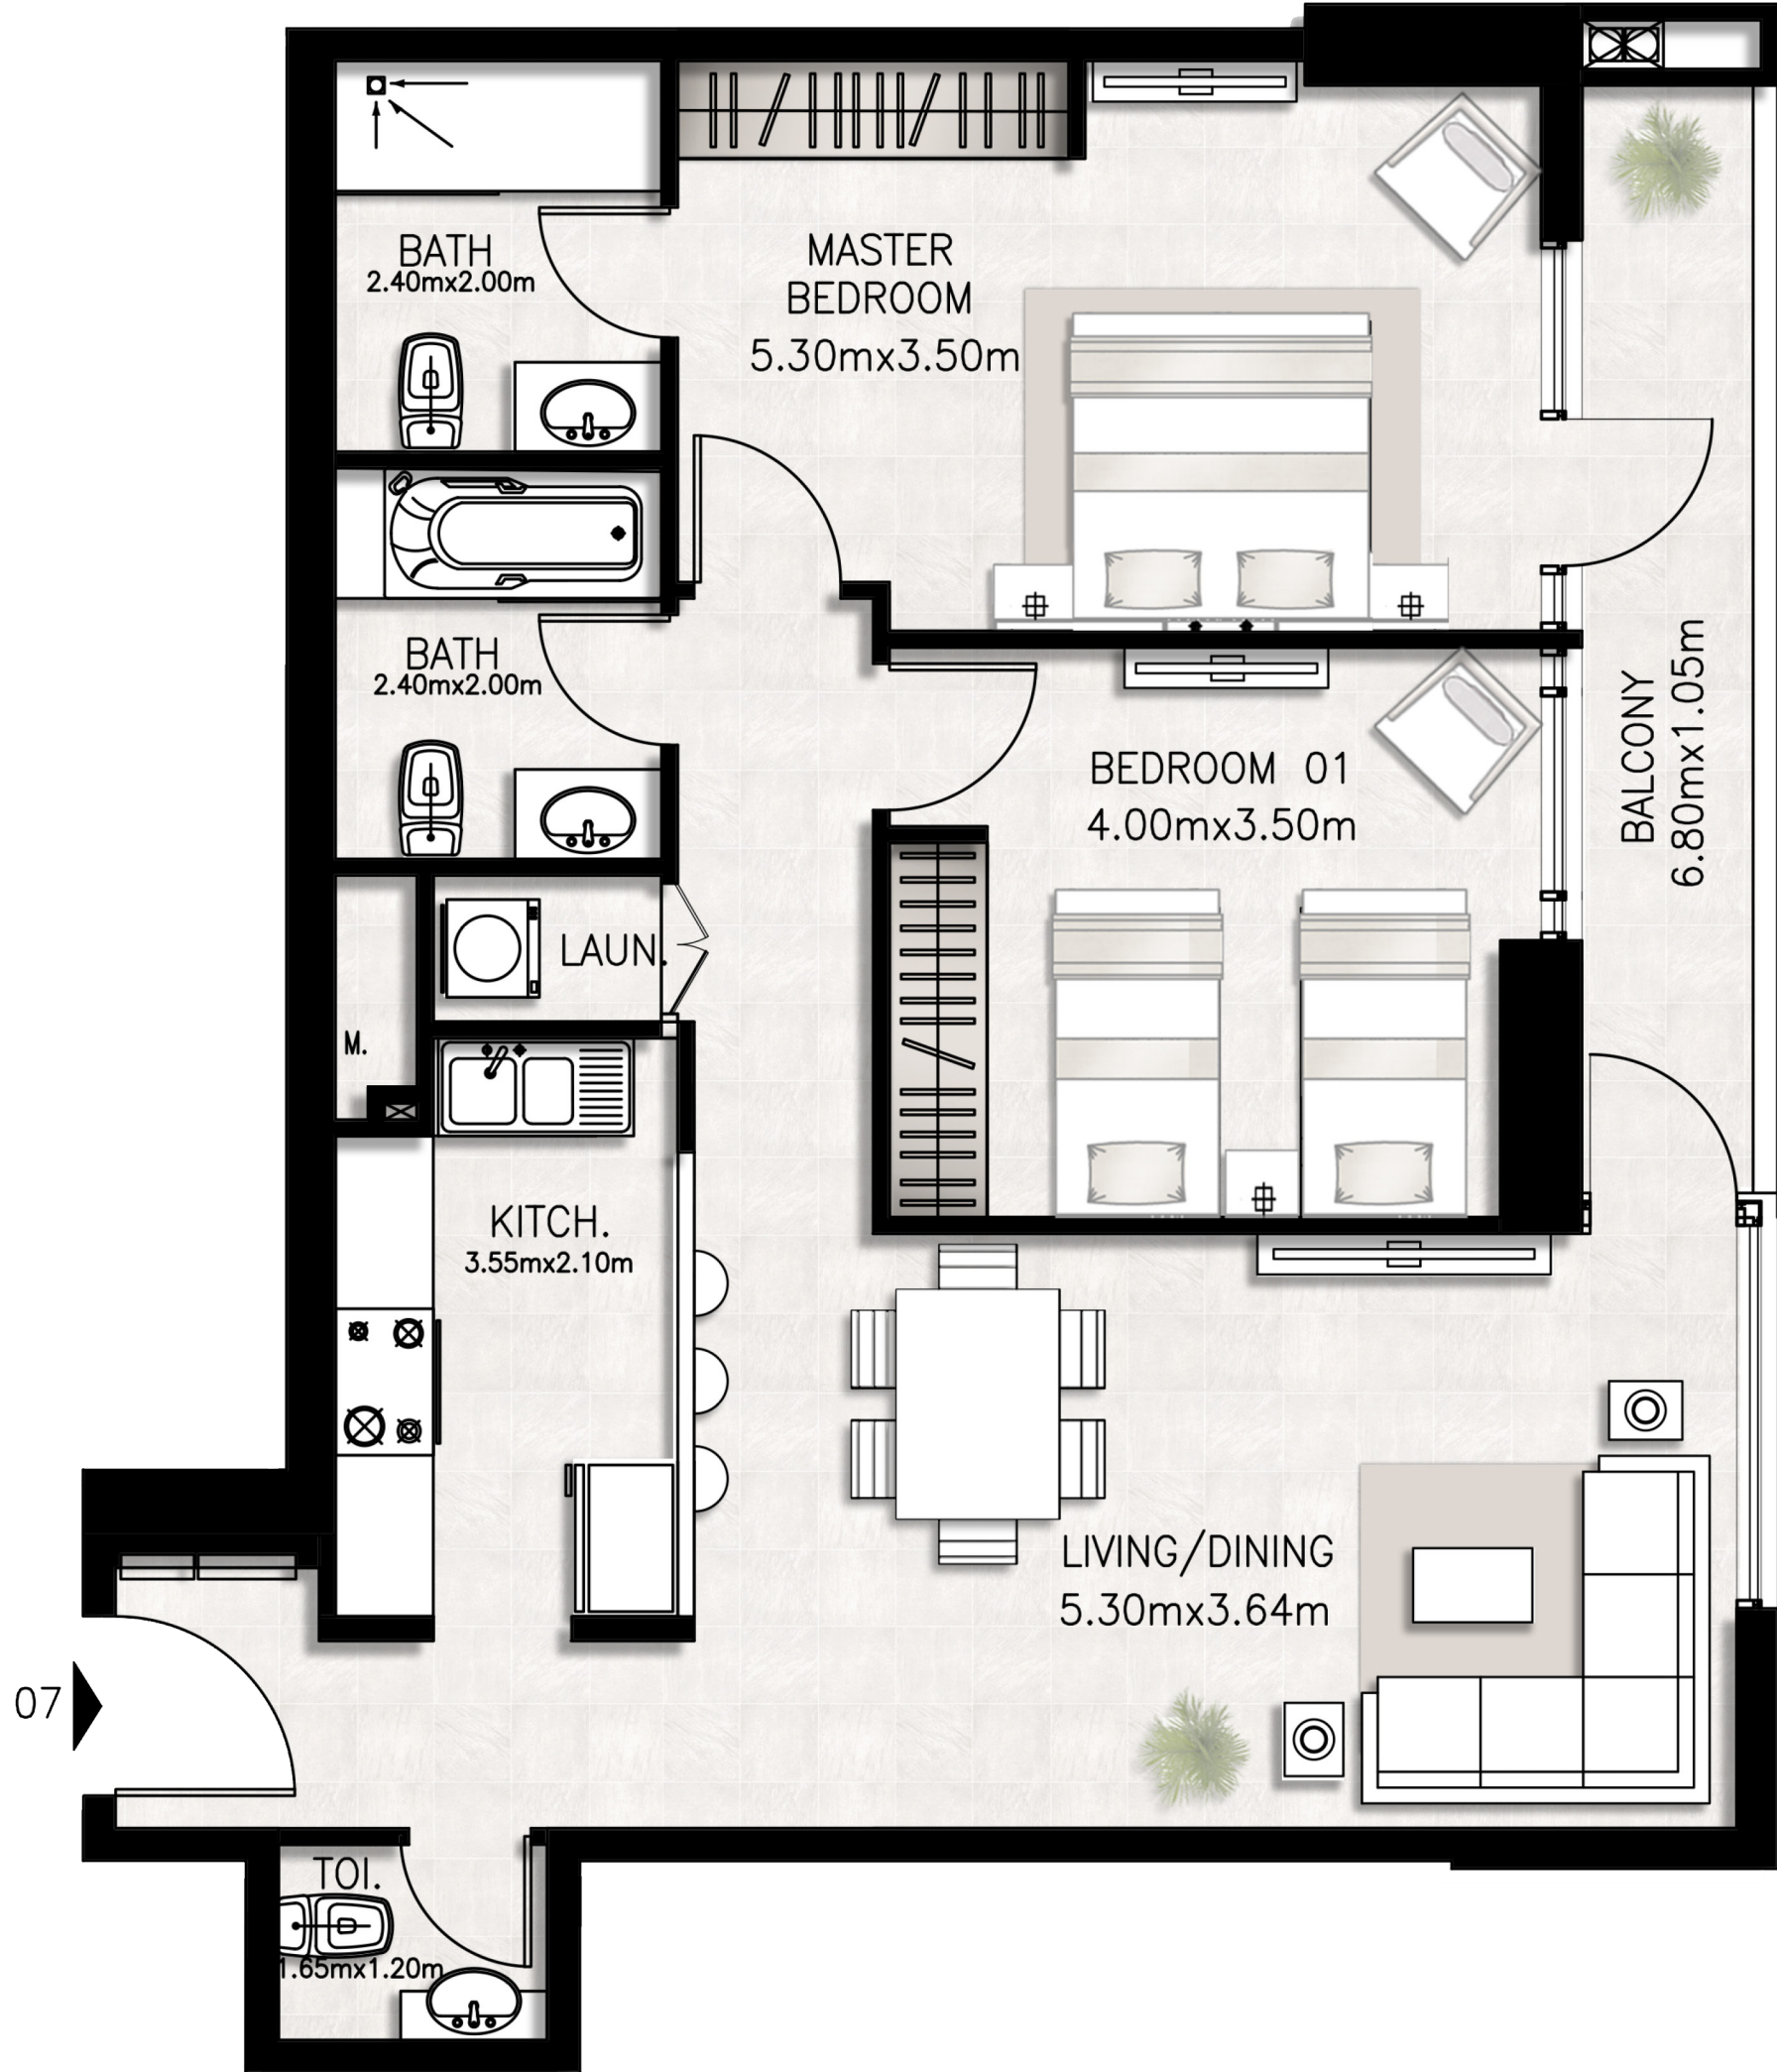 BATH
2.40mx2.00m
MASTER
BEDROOM
5.30mx3.50m
BATH
2.40mx2.00m
BEDROOM 01
4.00mx3.50m
BALCONY
6.80mx1.05m
LAUN.
M.
KITCH.
3.55mx2.10m
LIVING/DINING
5.30mx3.64m
07
TOI.
1.65mx1.20m